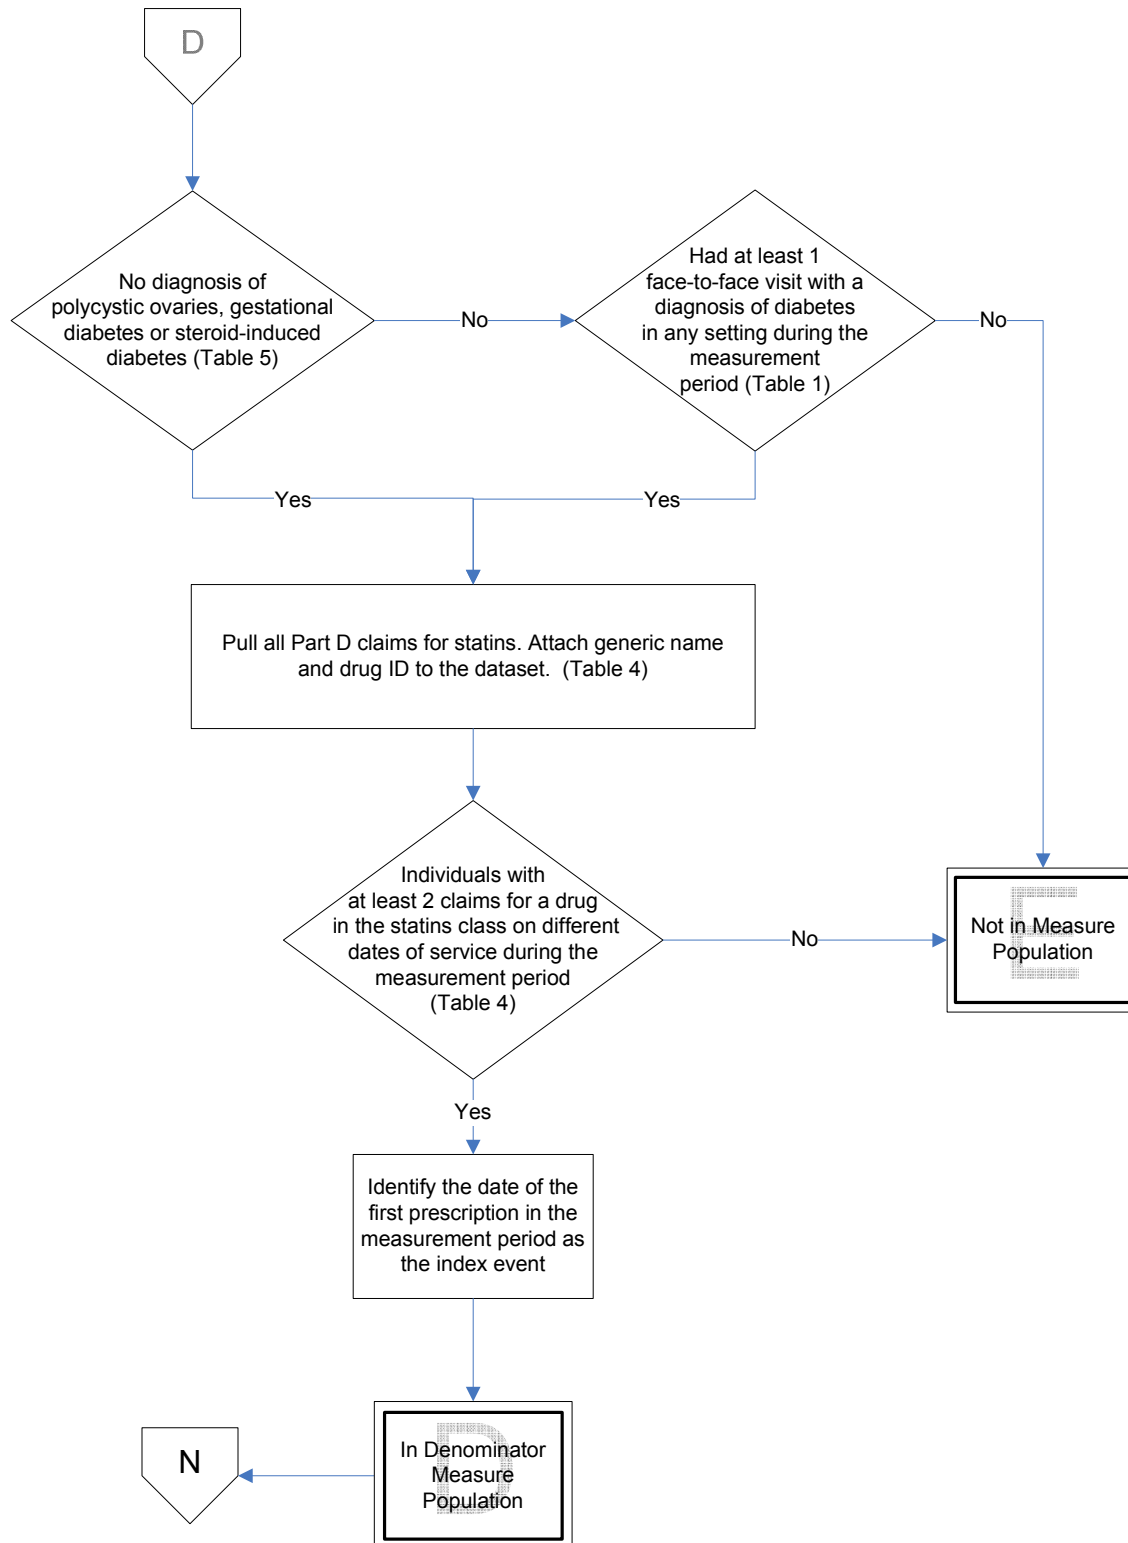 D
No diagnosis of
polycystic ovaries, gestational
diabetes or steroid-induced
diabetes (Table 5)
No
Had at least 1
face-to-face visit with a
diagnosis of diabetes
in any setting during the
measurement
period (Table 1)
No
Yes
Yes
Pull all Part D claims for statins. Attach generic name
and drug ID to the dataset.  (Table 4)
Individuals with
at least 2 claims for a drug
in the statins class on different
dates of service during the
measurement period
(Table 4)
No
E
Not in Measure
Population
Yes
Identify the date of the
first prescription in the
measurement period as
the index event
D
In Denominator
Measure
Population
N